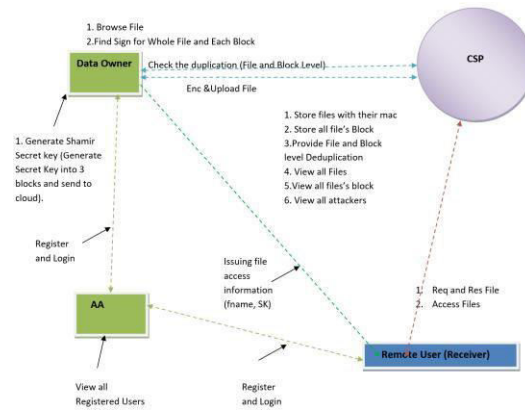 1. Browse File
2.Find Sign for Whole File and Each Block
Data Owner
Check the duplication (File and Block Level)
CSP
Enc &Upload File
1. Generate Shamir
Secret key (Generate
Secret Key into 3
blocks and send to
cloud).
1. Store files with their mac
2. Store all file's Block
3.Provide File and Block
level Deduplication
4. View all Files
5.View all files's block
6. View all attackers
Register
and Login
Issuing file
access
information
(fname, SK)
1. Req and Res File
2. Access Files
AA
Remote User (Receiver)
View all
Registered Users
Register
and Login